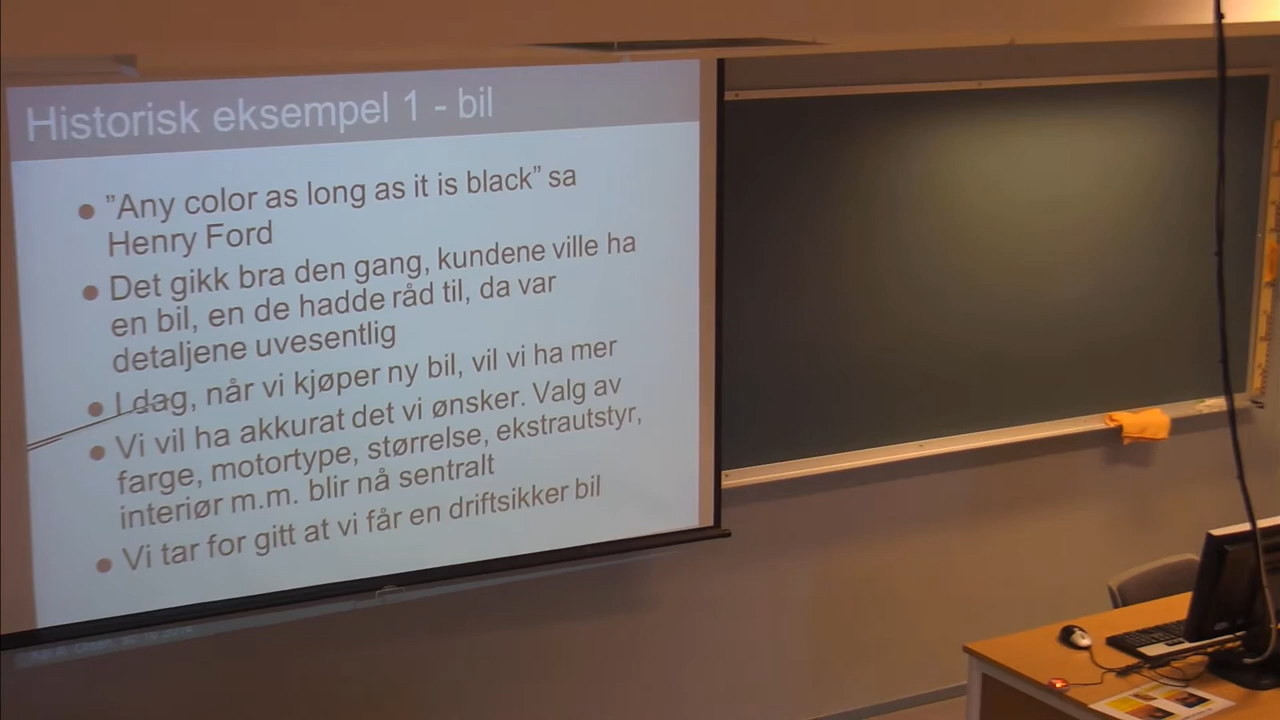 Historisk eksempel 1 - bil
”Any color as long as it is black” sa
Henry Ford
Det gikk bra den gang, kundene ville ha
en bil, en de hadde råd til, da var
detaljene uvesentlig
I dag, når vi kjøper ny bil, vil vi ha mer
Vi vil ha akkurat det vi ønsker. Valg av
farge, motortype, størrelse, ekstrautstyr,
interiør m.m. blir nå sentralt
Vi tar for gitt at vi får en driftsikker bil